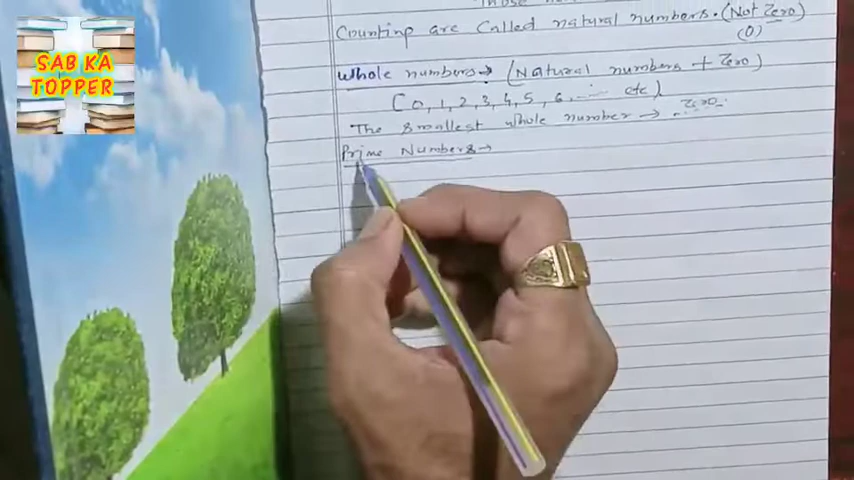 SAB KA
TOPPER
Those
Counting are Called natural numbers. (Not Zero)
(0)
Whole numbers → (Natural numbers + Zero)
(0, 1, 2, 3, 4, 5, 6, ...... etc)
The smallest whole number → Zero
Prime Numbers →